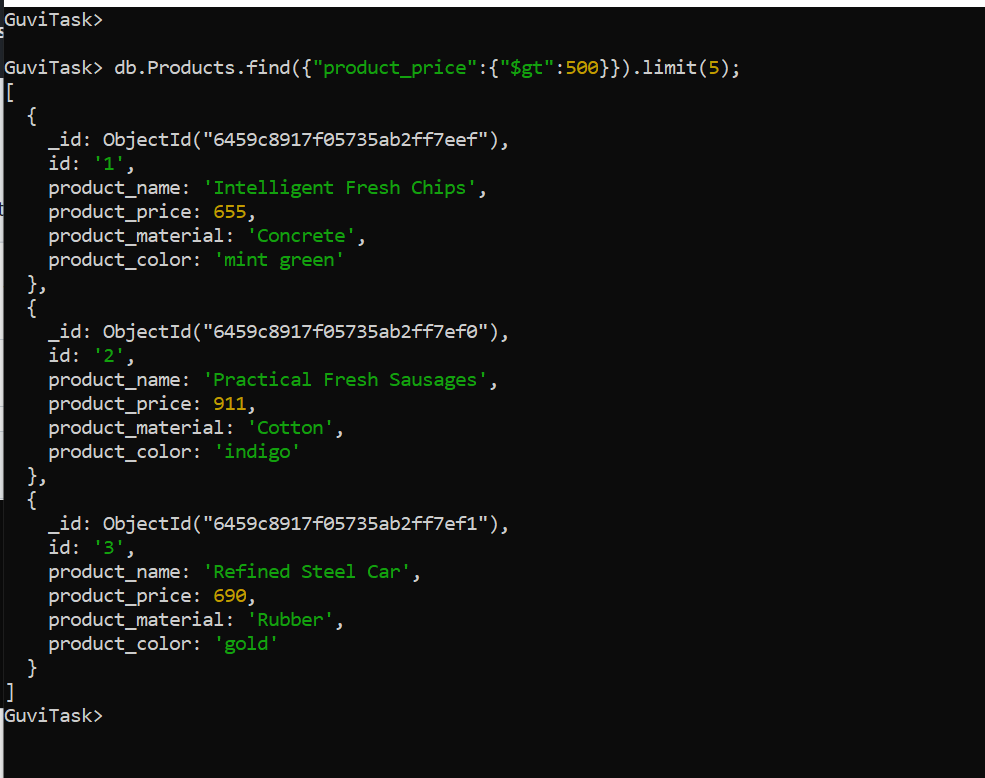 GuviTask>
GuviTask> db.Products.find({"product_price":{"$gt":500}}).limit(5);
[
  {
    _id: ObjectId("6459c8917f05735ab2ff7eef"),
    id: '1',
    product_name: 'Intelligent Fresh Chips',
    product_price: 655,
    product_material: 'Concrete',
    product_color: 'mint green'
  },
  {
    _id: ObjectId("6459c8917f05735ab2ff7ef0"),
    id: '2',
    product_name: 'Practical Fresh Sausages',
    product_price: 911,
    product_material: 'Cotton',
    product_color: 'indigo'
  },
  {
    _id: ObjectId("6459c8917f05735ab2ff7ef1"),
    id: '3',
    product_name: 'Refined Steel Car',
    product_price: 690,
    product_material: 'Rubber',
    product_color: 'gold'
  }
]
GuviTask>